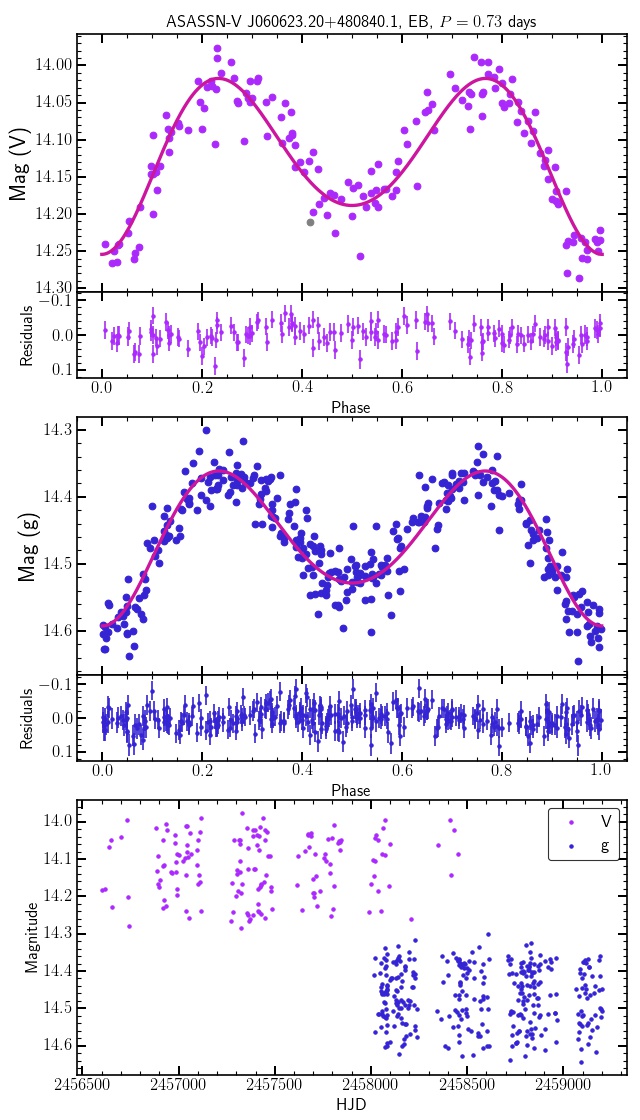 ASASSN-V J060623.20+480840.1, EB, P = 0.73 days
Mag (V)
14.00
14.05
14.10
14.15
14.20
14.25
14.30
Residuals
−0.1
0.0
0.1
0.0 0.2 0.4 0.6 0.8 1.0
Phase
Mag (g)
14.3
14.4
14.5
14.6
Residuals
−0.1
0.0
0.1
0.0 0.2 0.4 0.6 0.8 1.0
Phase
Magnitude
14.0
14.1
14.2
14.3
14.4
14.5
14.6
V
g
2456500 2457000 2457500 2458000 2458500 2459000
HJD